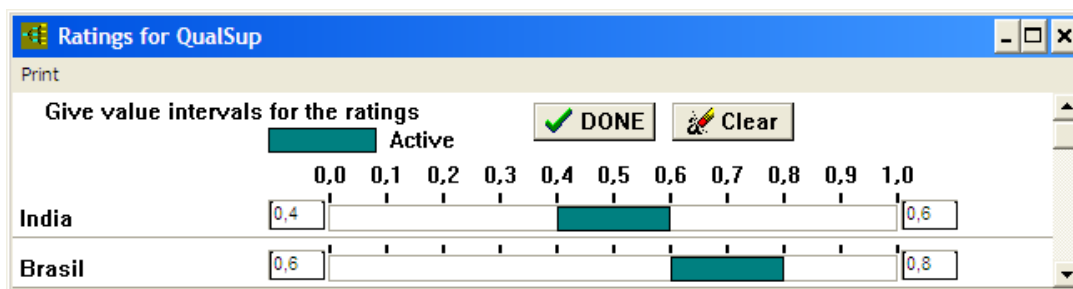 Ratings for QualSup
Print
Give value intervals for the ratings
DONE
Clear
Active
0,0 0,1 0,2 0,3 0,4 0,5 0,6 0,7 0,8 0,9 1,0
India 0,4 0,6
Brasil 0,6 0,8